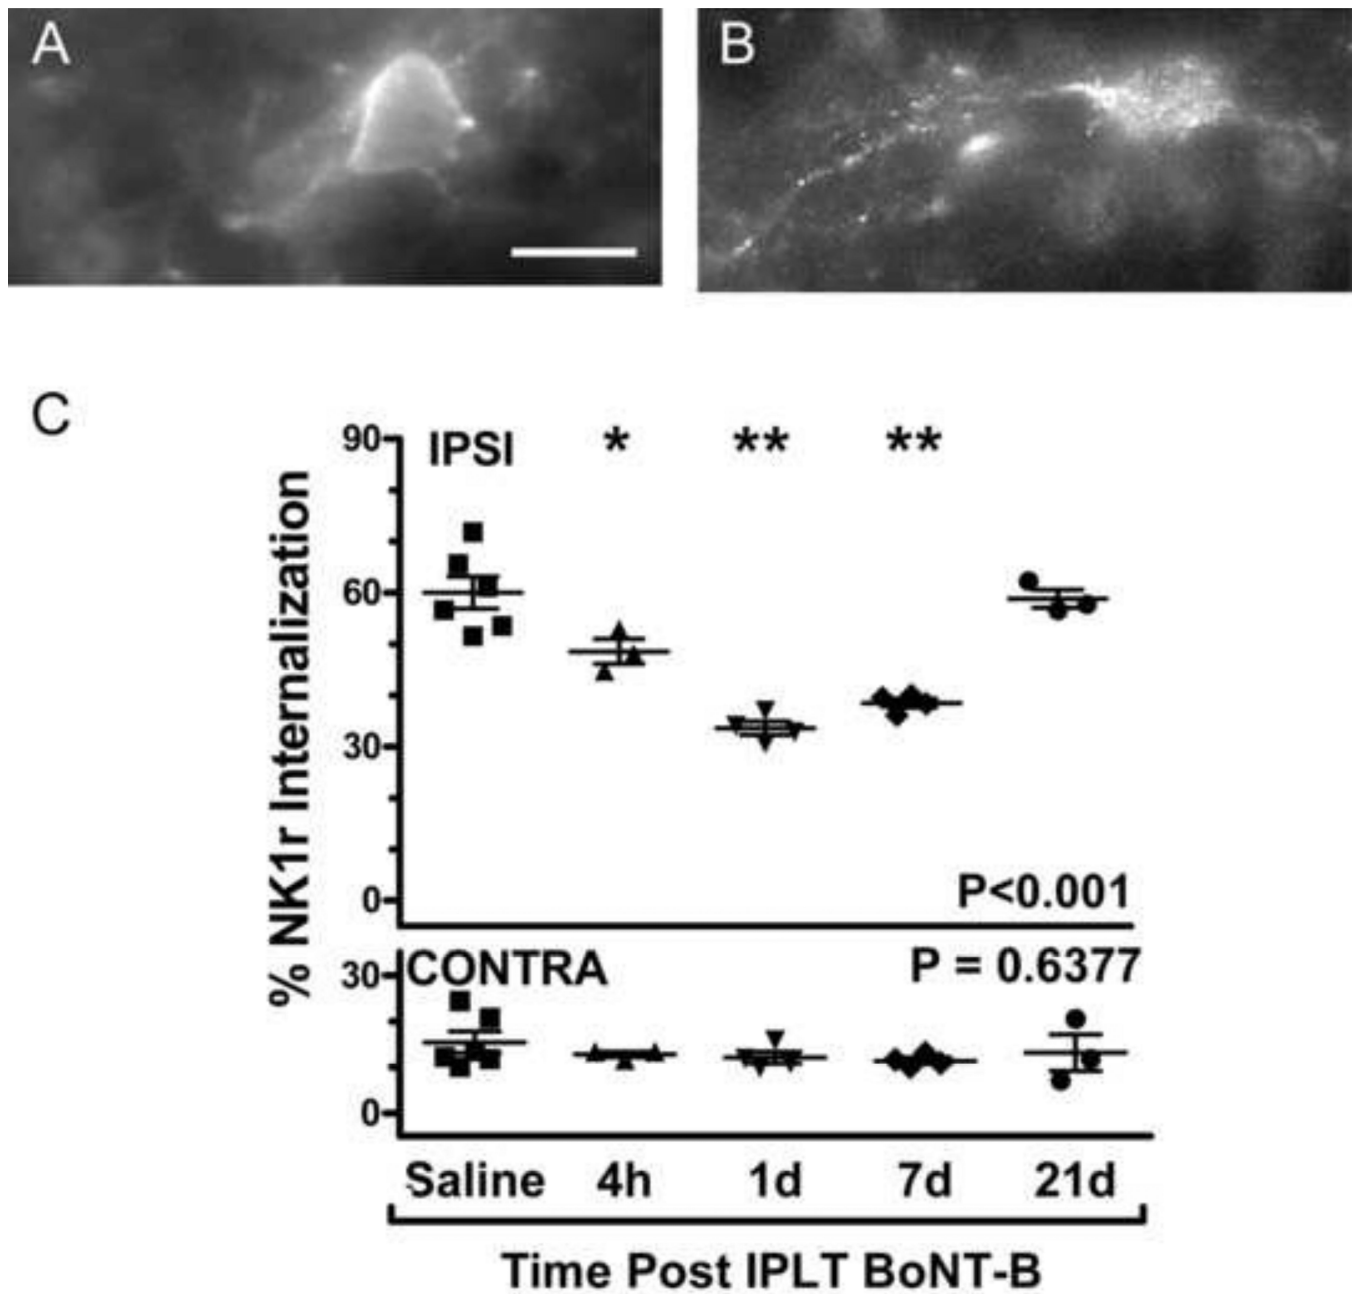 A
B
C
% NK1r Internalization
90
60
30
0
IPSI
*
**
**
P<0.001
30
0
CONTRA
P = 0.6377
Saline 4h 1d 7d 21d
Time Post IPLT BoNT-B